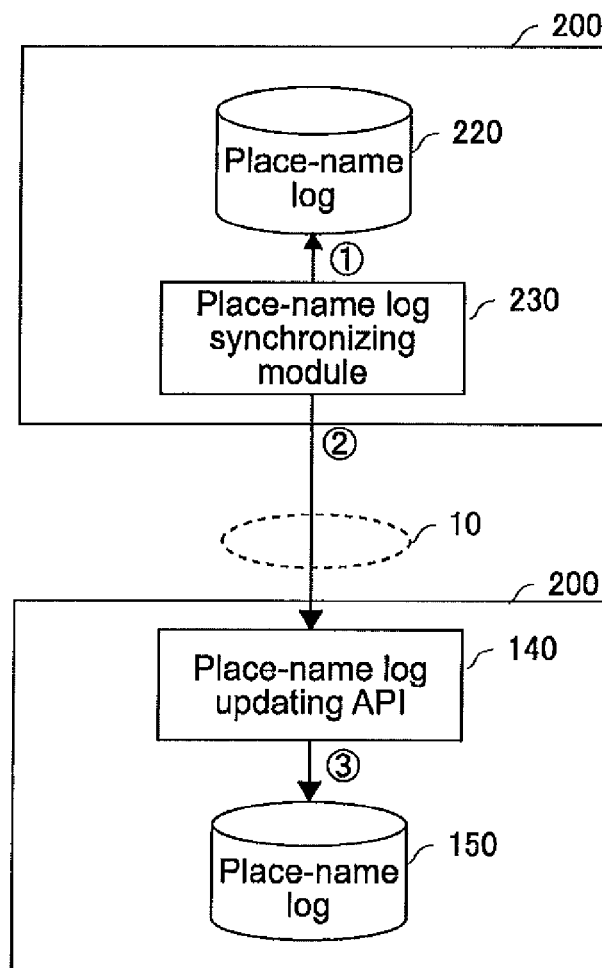 200
Place-name
log
220
①
Place-name log
synchronizing
module
230
②
10
200
Place-name log
updating API
140
③
Place-name
log
150